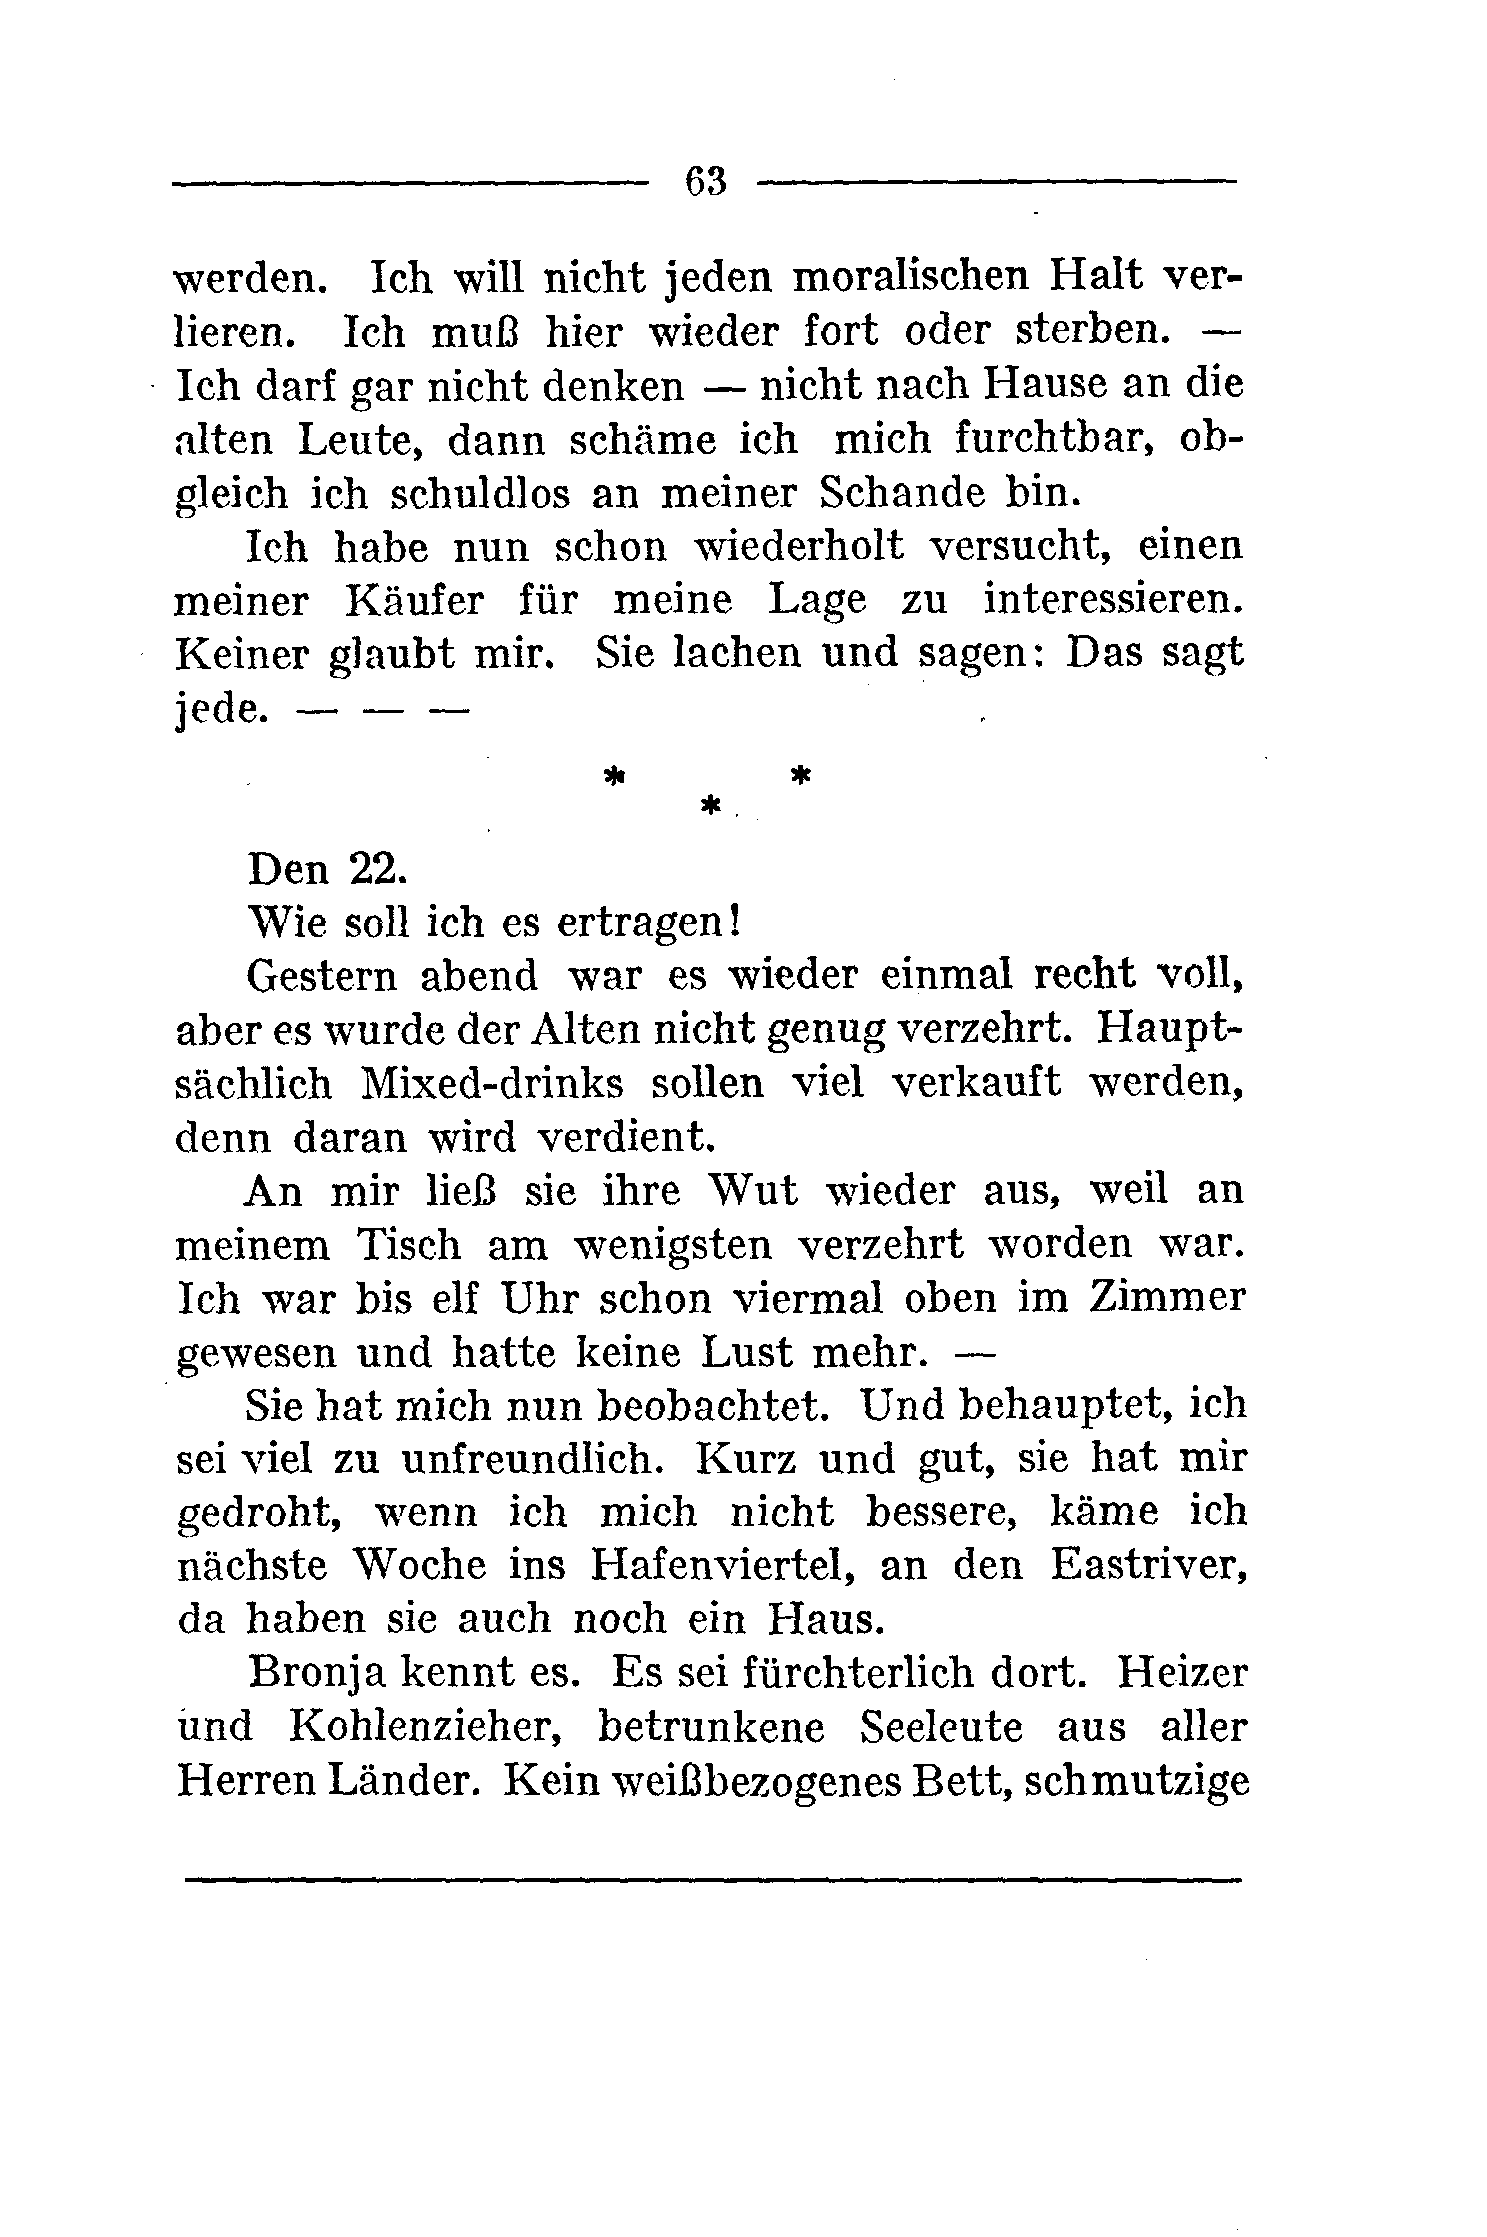 63
werden. Ich will nicht jeden moralischen Halt ver-
lieren. Ich muß hier wieder fort oder sterben. —
Ich darf gar nicht denken — nicht nach Hause an die
alten Leute, dann schäme ich mich furchtbar, ob-
gleich ich schuldlos an meiner Schande bin.
Ich habe nun schon wiederholt versucht, einen
meiner Käufer für meine Lage zu interessieren.
Keiner glaubt mir. Sie lachen und sagen: Das sagt
jede. — — —
* *
*
Den 22.
Wie soll ich es ertragen!
Gestern abend war es wieder einmal recht voll,
aber es wurde der Alten nicht genug verzehrt. Haupt-
sächlich Mixed-drinks sollen viel verkauft werden,
denn daran wird verdient.
An mir ließ sie ihre Wut wieder aus, weil an
meinem Tisch am wenigsten verzehrt worden war.
Ich war bis elf Uhr schon viermal oben im Zimmer
gewesen und hatte keine Lust mehr. —
Sie hat mich nun beobachtet. Und behauptet, ich
sei viel zu unfreundlich. Kurz und gut, sie hat mir
gedroht, wenn ich mich nicht bessere, käme ich
nächste Woche ins Hafenviertel, an den Eastriver,
da haben sie auch noch ein Haus.
Bronja kennt es. Es sei fürchterlich dort. Heizer
und Kohlenzieher, betrunkene Seeleute aus aller
Herren Länder. Kein weißbezogenes Bett, schmutzige